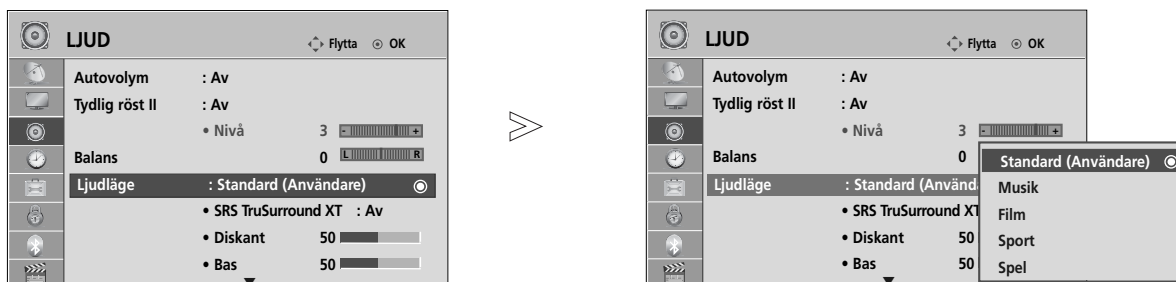 LJUD
Flytta OK
Autovolym : Av
Tydlig röst II : Av
• Nivå 3 - +
Balans 0 L R
Ljudläge : Standard (Användare)
• SRS TruSurround XT : Av
• Diskant 50
• Bas 50
LJUD
Flytta OK
Autovolym : Av
Tydlig röst II : Av
• Nivå 3 - +
Balans 0
Ljudläge : Standard (Användar
• SRS TruSurround XT
• Diskant 50
• Bas 50
Standard (Användare)
Musik
Film
Sport
Spel